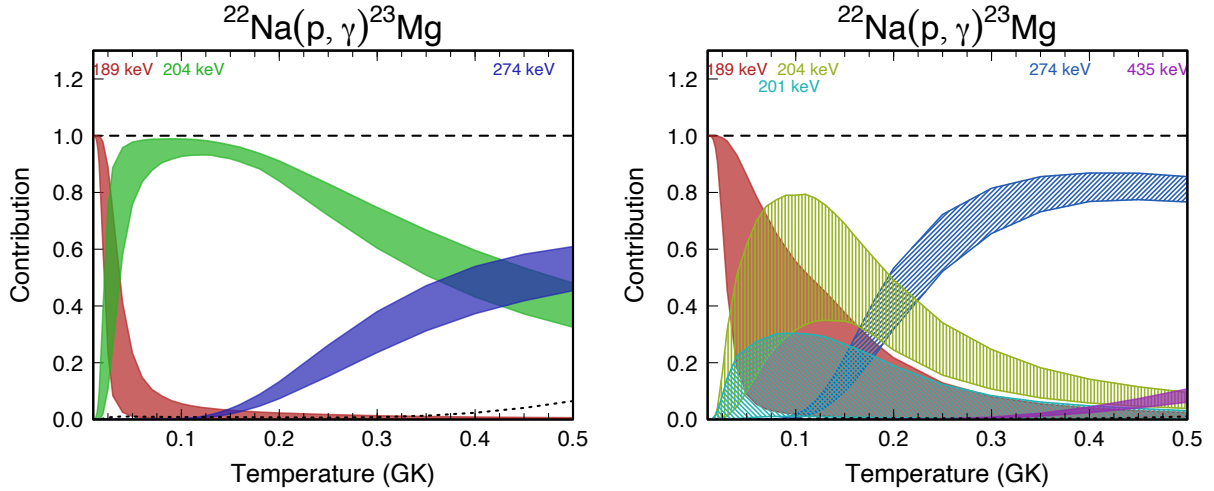 ²²Na(p, γ)²³Mg
189 keV 204 keV 274 keV
1.2
1.0
0.8
0.6
0.4
0.2
0.0
Contribution
0.1 0.2 0.3 0.4 0.5
Temperature (GK)
²²Na(p, γ)²³Mg
189 keV 204 keV 274 keV 435 keV
201 keV
1.2
1.0
0.8
0.6
0.4
0.2
0.0
Contribution
0.1 0.2 0.3 0.4 0.5
Temperature (GK)